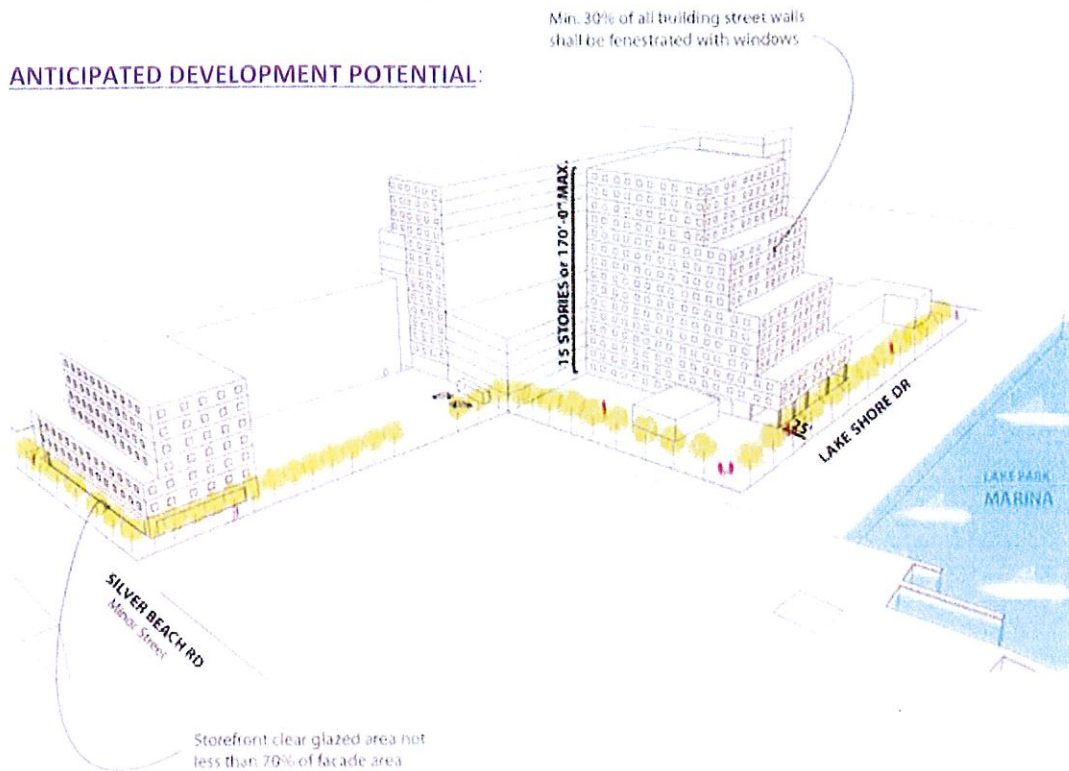 Min. 30% of all building street walls
shall be fenestrated with windows
ANTICIPATED DEVELOPMENT POTENTIAL:
15 STORIES or 170'-0" MAX.
25'
LAKE SHORE DR
LAKE PARK
MARINA
SILVER BEACH RD
Minor Street
Storefront clear glazed area not
less than 70% of facade area